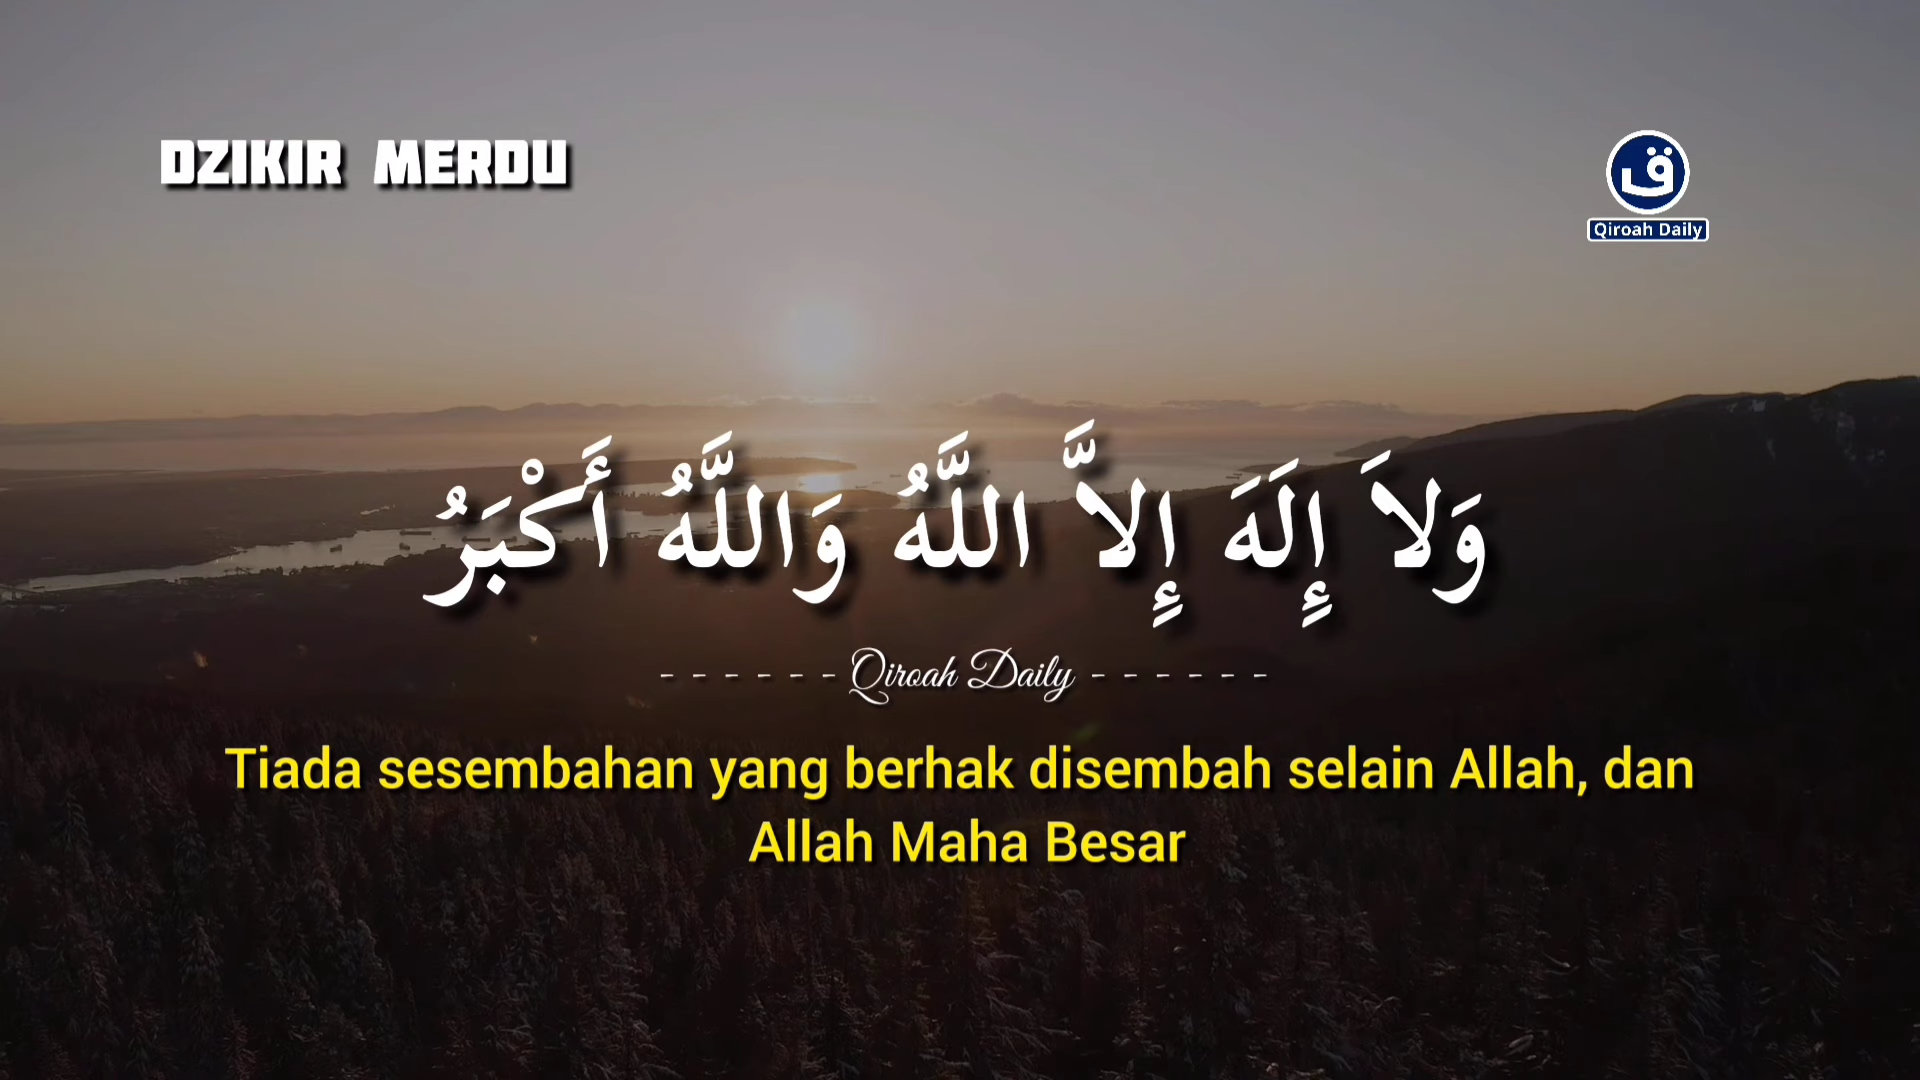 DZIKIR MERDU
ق
Qiroah Daily
وَلاَ إِلَهَ إِلاَّ اللَّهُ وَاللَّهُ أَكْبَرُ
- - - - - - Qiroah Daily - - - - - -
Tiada sesembahan yang berhak disembah selain Allah, dan
Allah Maha Besar